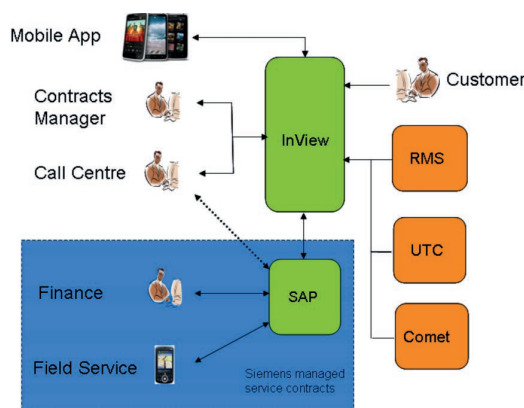 Mobile App
Contracts
Manager
Call Centre
InView
Customer
RMS
UTC
Comet
Finance
SAP
Field Service
Siemens managed
service contracts